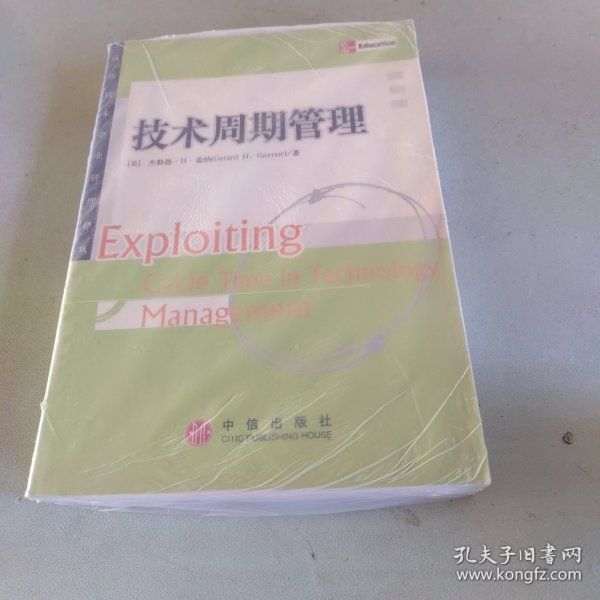 Education
技术周期管理
[美] 杰勒德·H·盖纳(Gerard H. Gaynor)/著
Exploiting
Cycle Time in Technology
Management
中信出版社
CITIC PUBLISHING HOUSE
孔夫子旧书网
www.kongfz.com